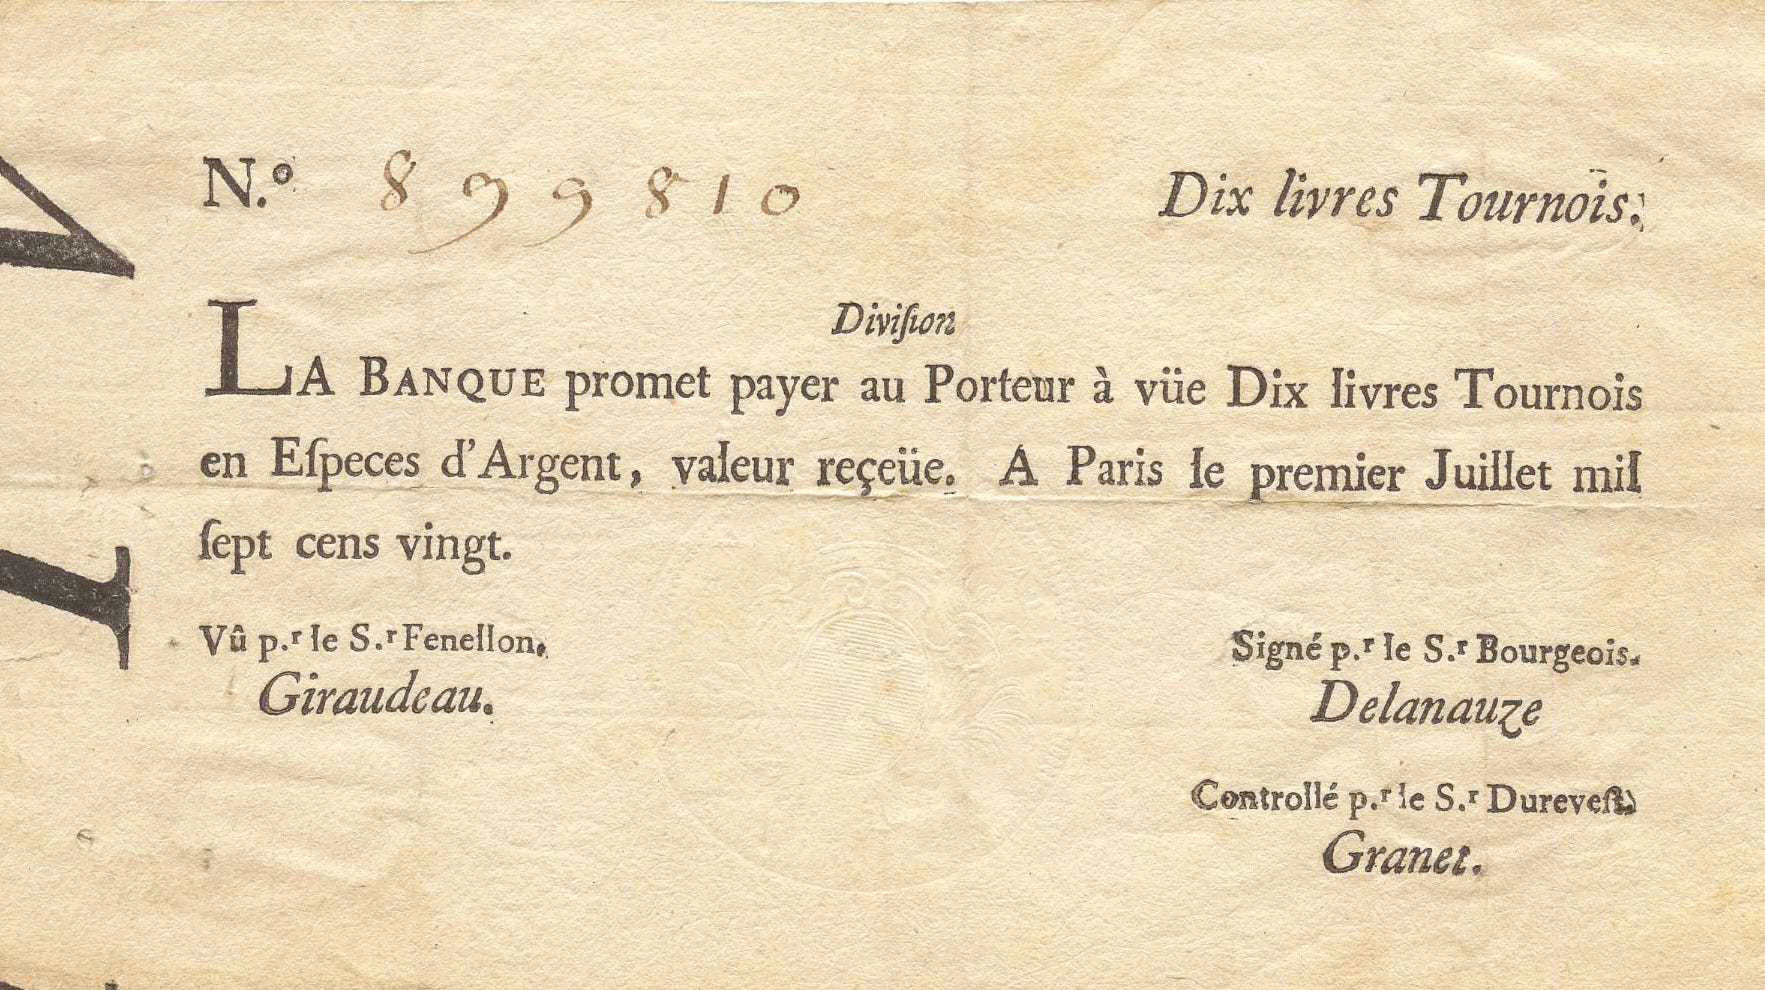 N.º 899810 Dix livres Tournois.
Diviſion
LA BANQUE promet payer au Porteur à vüe Dix livres Tournois
en Eſpeces d'Argent, valeur reçeüe. A Paris le premier Juillet mil
ſept cens vingt.
Vû p.r le S.r Fenellon.
Giraudeau.
Signé p.r le S.r Bourgeois.
Delanauze
Controllé p.r le S.r Dureveſt.
Granet.